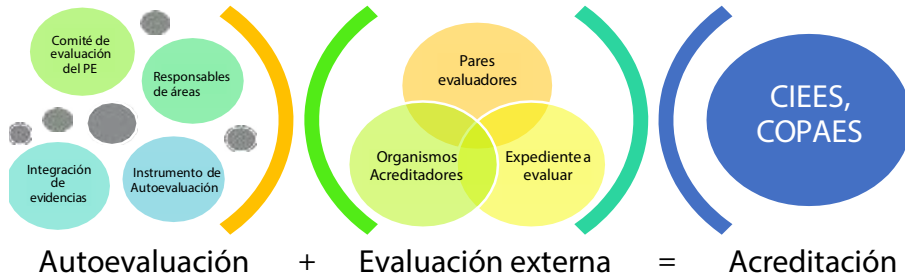 Comité de
evaluación
del PE
Responsables
de áreas
Integración
de
evidencias
Instrumento de
Autoevaluación
Pares
evaluadores
Organismos
Acreditadores
Expediente a
evaluar
CIEES,
COPAES
Autoevaluación + Evaluación externa = Acreditación